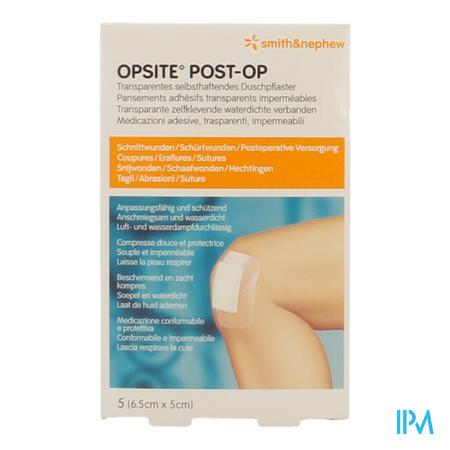 smith&nephew
OPSITE° POST-OP
Transparentes selbsthaftendes Duschpflaster
Pansements adhésifs transparents imperméables
Transparante zelfklevende waterdichte verbanden
Medicazioni adesive, trasparenti, impermeabili
Schnittwunden/Schürfwunden/Postoperative Versorgung
Coupures/Eraflures/Sutures
Snijwonden/Schaafwonden/Hechtingen
Tagli/Abrasioni/Suture
Anpassungsfähig und schützend
Anschmiegsam und wasserdicht
Luft- und wasserdampfdurchlässig
Compresse douce et protectrice
Souple et imperméable
Laisse la peau respirer
Beschermend en zacht
kompres
Soepel en waterdicht
Laat de huid ademen
Medicazione conformabile
e protettiva
Conformabile e impermeabile
Lascia respirare la cute
5 (6.5cm x 5cm)
IPM